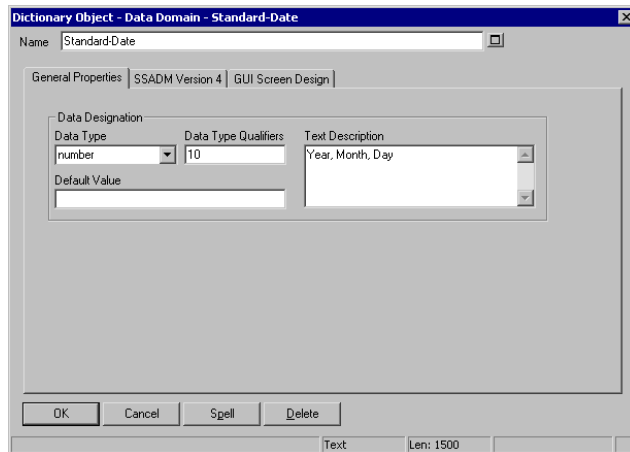 Dictionary Object - Data Domain - Standard-Date
Name Standard-Date
General Properties SSADM Version 4 GUI Screen Design
Data Designation
Data Type Data Type Qualifiers Text Description
number 10 Year, Month, Day
Default Value
OK Cancel Spell Delete
Text Len: 1500